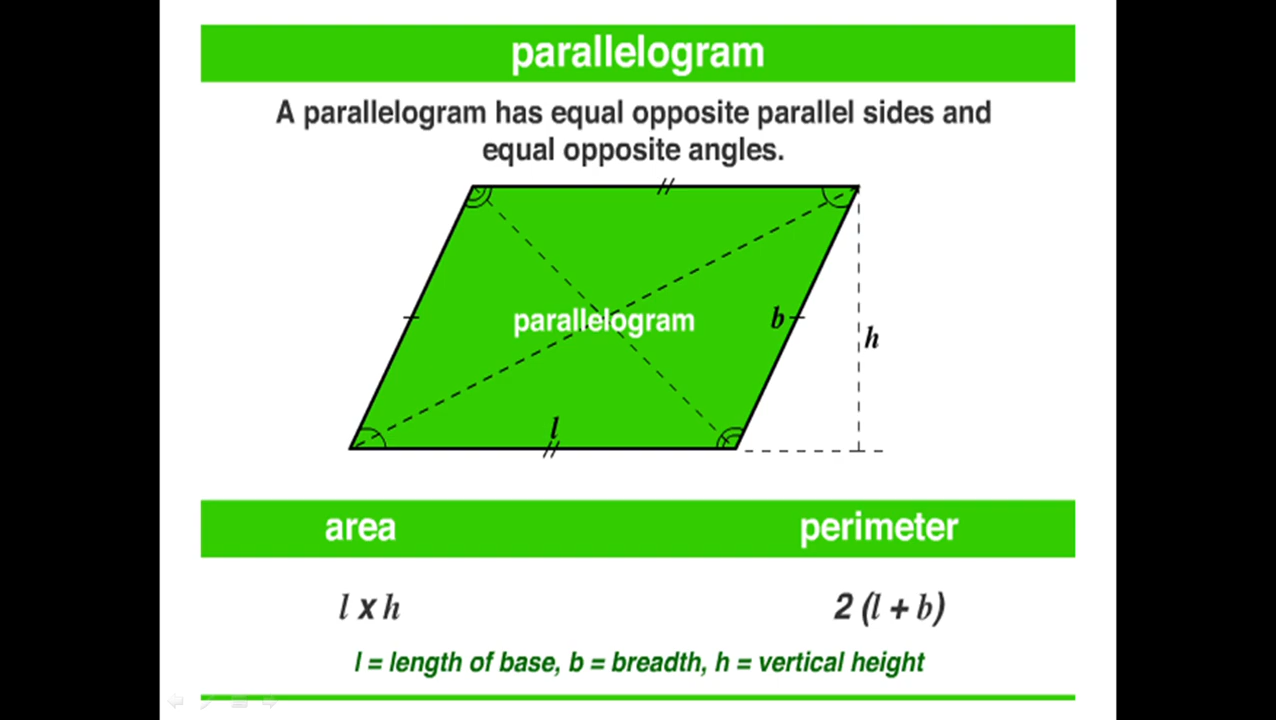 parallelogram
A parallelogram has equal opposite parallel sides and
equal opposite angles.
parallelogram
b
h
l
area
perimeter
l x h
2 (l + b)
l = length of base, b = breadth, h = vertical height